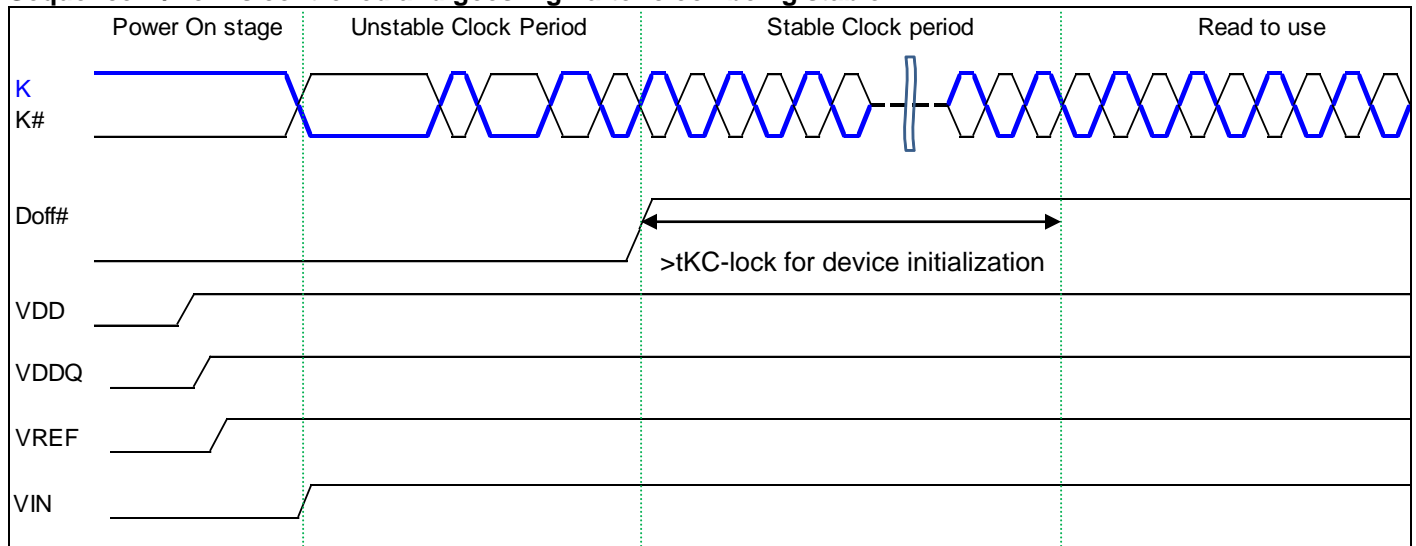 Power On stage
Unstable Clock Period
Stable Clock period
Read to use
K
K#
Doff#
>tKC-lock for device initialization
VDD
VDDQ
VREF
VIN